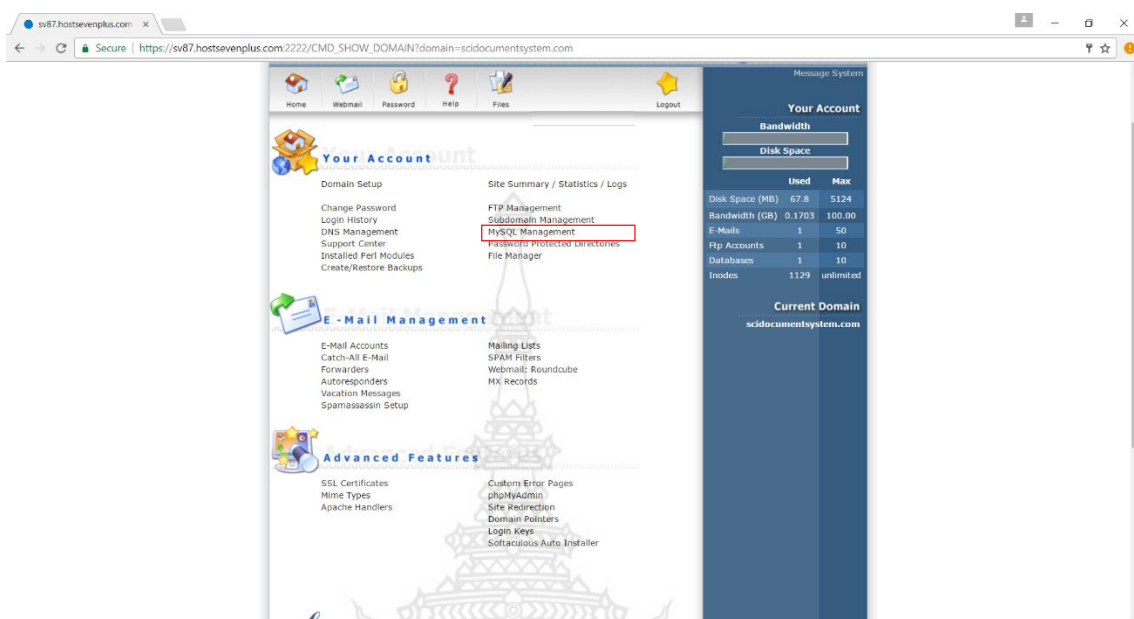 sv87.hostsevenplus.com
Secure | https://sv87.hostsevenplus.com:2222/CMD_SHOW_DOMAIN?domain=scidocumentsystem.com
Home Webmail Password Help Files Logout
Your Account
Domain Setup
Change Password
Login History
DNS Management
Support Center
Installed Perl Modules
Create/Restore Backups
Site Summary / Statistics / Logs
FTP Management
Subdomain Management
MySQL Management
Password Protected Directories
File Manager
E-Mail Management
E-Mail Accounts
Catch-All E-Mail
Forwarders
Autoresponders
Vacation Messages
Spamassassin Setup
Mailing Lists
SPAM Filters
Webmail: Roundcube
MX Records
Advanced Features
SSL Certificates
Mime Types
Apache Handlers
Custom Error Pages
phpMyAdmin
Site Redirection
Domain Pointers
Login Keys
Softaculous Auto Installer
Message System
Your Account
Bandwidth
Disk Space
Used Max
Disk Space (MB) 67.8 5124
Bandwidth (GB) 0.1703 100.00
E-Mails 1 50
Ftp Accounts 1 10
Databases 1 10
Inodes 1129 unlimited
Current Domain
scidocumentsystem.com